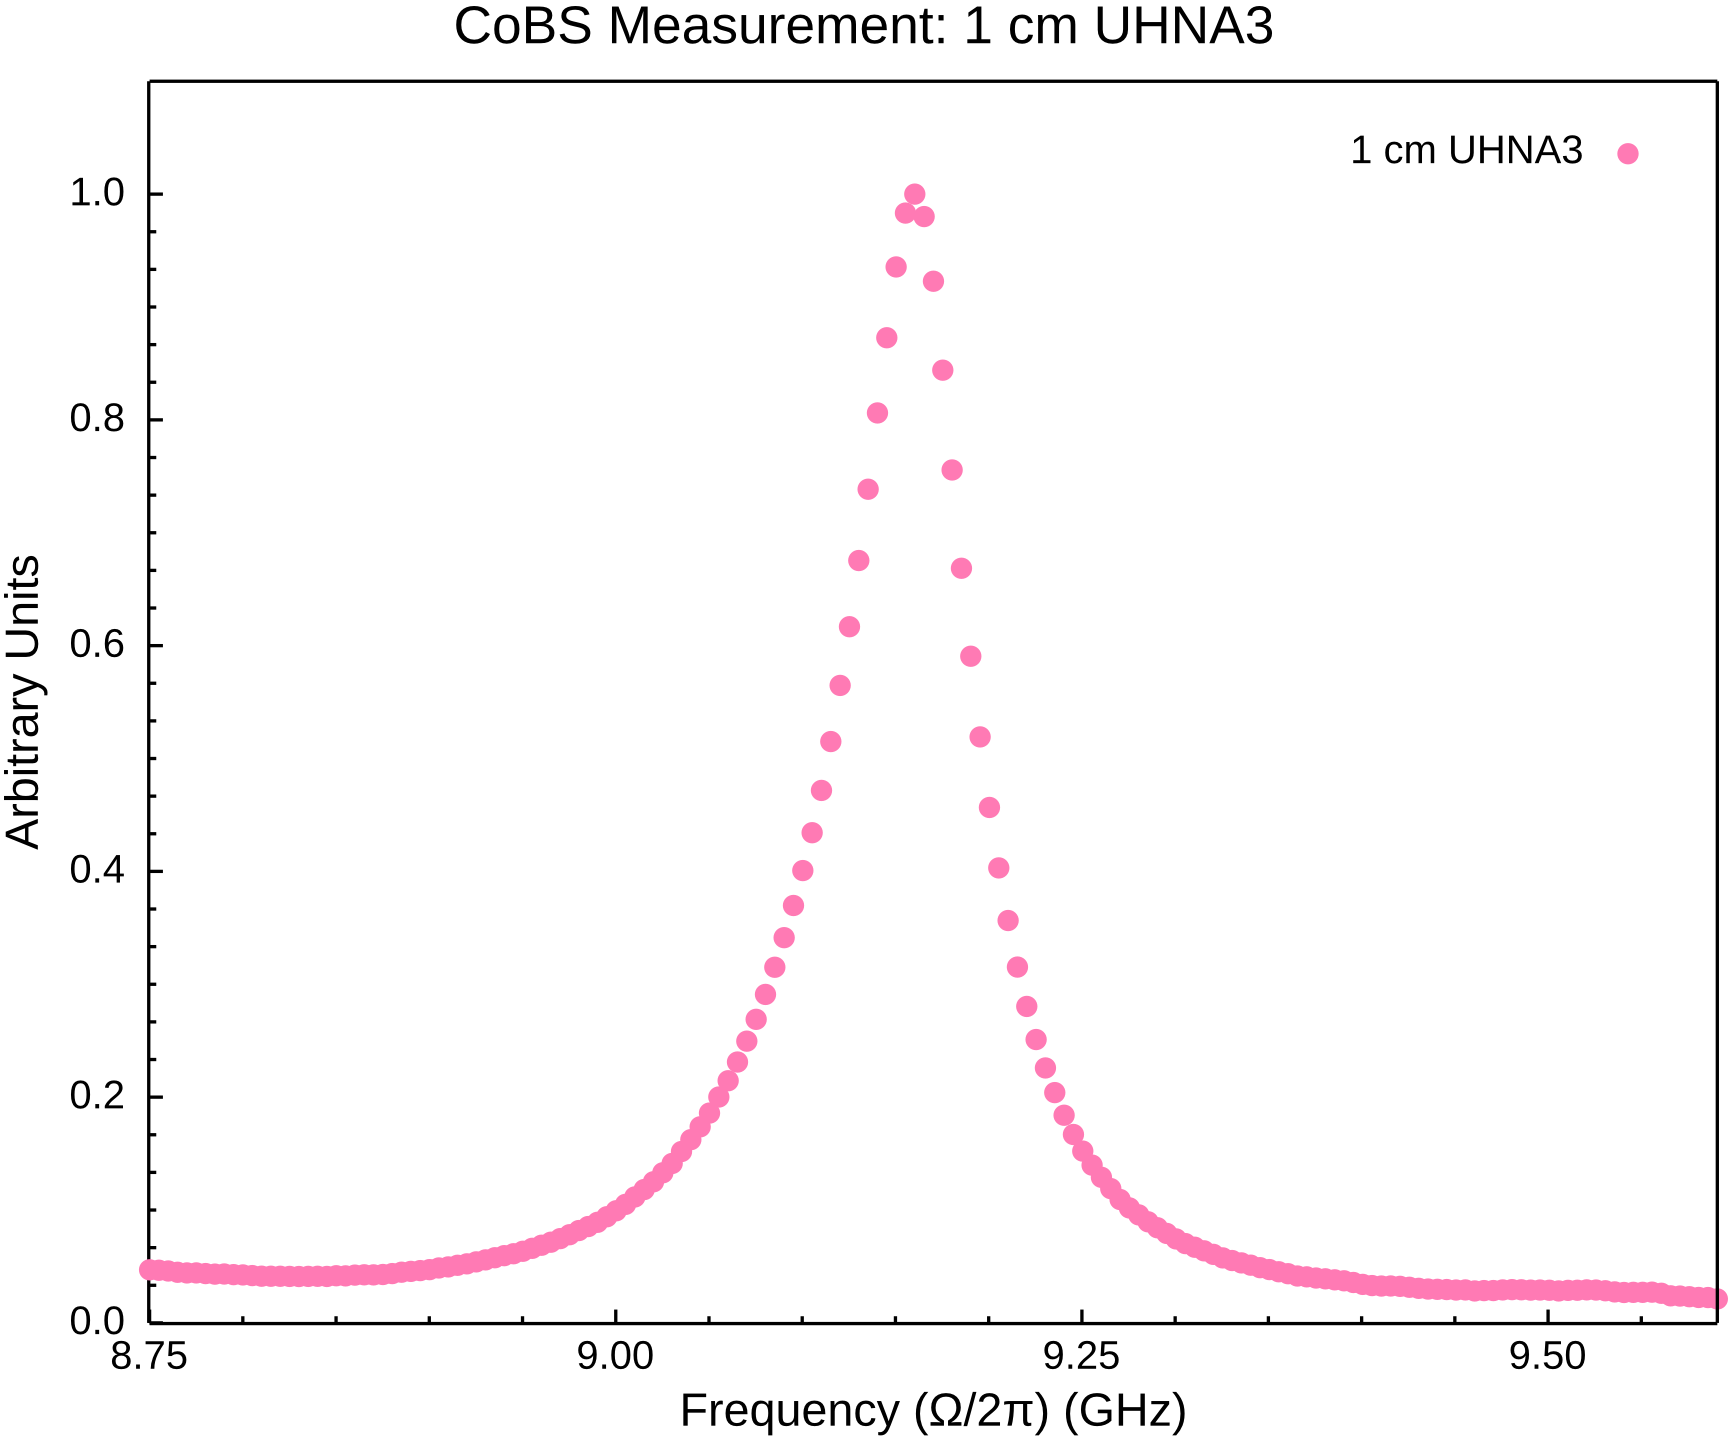 CoBS Measurement: 1 cm UHNA3
1 cm UHNA3
1.0
0.8
0.6
0.4
0.2
0.0
Arbitrary Units
8.75 9.00 9.25 9.50
Frequency (Ω/2π) (GHz)